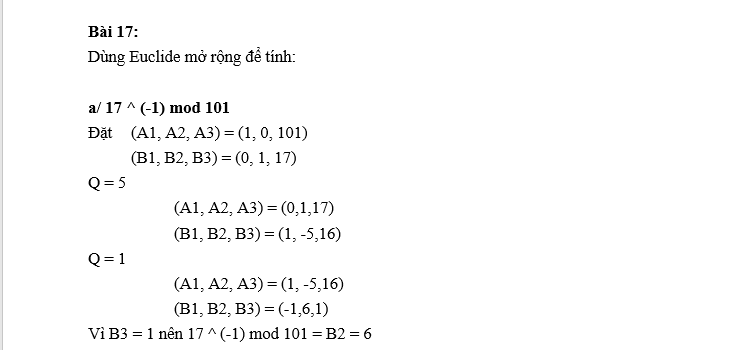 Bài 17:
Dùng Euclide mở rộng để tính:
a/ 17 ^ (-1) mod 101
Đặt (A1, A2, A3) = (1, 0, 101)
(B1, B2, B3) = (0, 1, 17)
Q = 5
(A1, A2, A3) = (0,1,17)
(B1, B2, B3) = (1, -5,16)
Q = 1
(A1, A2, A3) = (1, -5,16)
(B1, B2, B3) = (-1,6,1)
Vì B3 = 1 nên 17 ^ (-1) mod 101 = B2 = 6